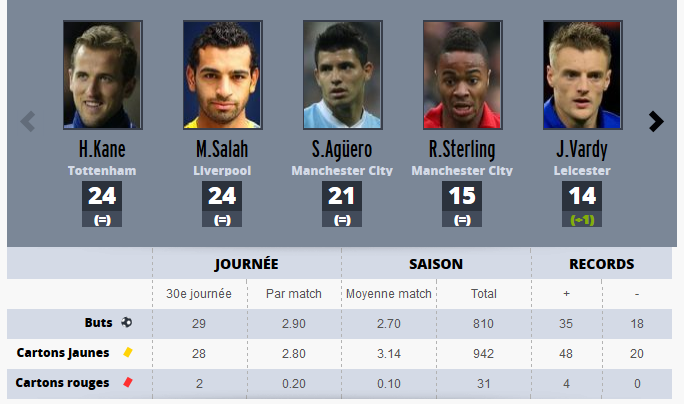 H.Kane M.Salah S.Agüero R.Sterling J.Vardy
Tottenham Liverpool Manchester City Manchester City Leicester
24 24 21 15 14
(=) (=) (=) (=) (+1)
JOURNÉE SAISON RECORDS
30e journée Par match Moyenne match Total + -
Buts 29 2.90 2.70 810 35 18
Cartons jaunes 28 2.80 3.14 942 48 20
Cartons rouges 2 0.20 0.10 31 4 0